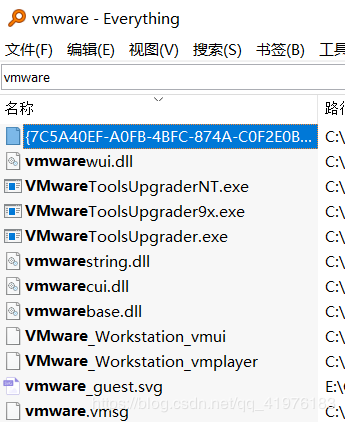 vmware - Everything
文件(F) 编辑(E) 视图(V) 搜索(S) 书签(B) 工具
vmware
名称 路径
{7C5A40EF-A0FB-4BFC-874A-C0F2E0B... C:\
vmwarewui.dll C:\
VMwareToolsUpgraderNT.exe C:\
VMwareToolsUpgrader9x.exe C:\
VMwareToolsUpgrader.exe C:\
vmwarestring.dll C:\
vmwarecui.dll C:\
vmwarebase.dll C:\
VMware_Workstation_vmui C:\
VMware_Workstation_vmplayer C:\
vmware_guest.svg E:\
vmware.vmsg C:\
https://blog.csdn.net/qq_41976183